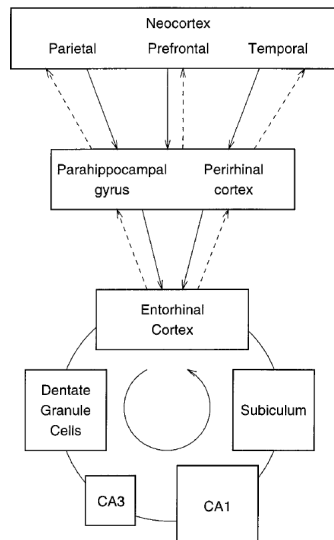 Neocortex
Parietal Prefrontal Temporal
Parahippocampal Perirhinal
gyrus cortex
Entorhinal
Cortex
Dentate
Granule
Cells
Subiculum
CA3
CA1